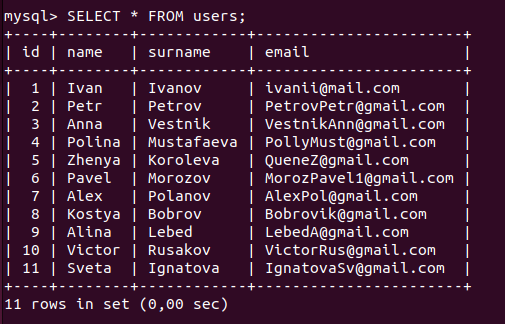 mysql> SELECT * FROM users;
+----+--------+------------+------------------------+
| id | name   | surname    | email                  |
+----+--------+------------+------------------------+
|  1 | Ivan   | Ivanov     | ivanii@mail.com        |
|  2 | Petr   | Petrov     | PetrovPetr@gmail.com   |
|  3 | Anna   | Vestnik    | VestnikAnn@gmail.com   |
|  4 | Polina | Mustafaeva | PollyMust@gmail.com    |
|  5 | Zhenya | Koroleva   | QueneZ@gmail.com       |
|  6 | Pavel  | Morozov    | MorozPavel1@gmail.com  |
|  7 | Alex   | Polanov    | AlexPol@gmail.com      |
|  8 | Kostya | Bobrov     | Bobrovik@gmail.com     |
|  9 | Alina  | Lebed      | LebedA@gmail.com       |
| 10 | Victor | Rusakov    | VictorRus@gmail.com    |
| 11 | Sveta  | Ignatova   | IgnatovaSv@gmail.com   |
+----+--------+------------+------------------------+
11 rows in set (0,00 sec)